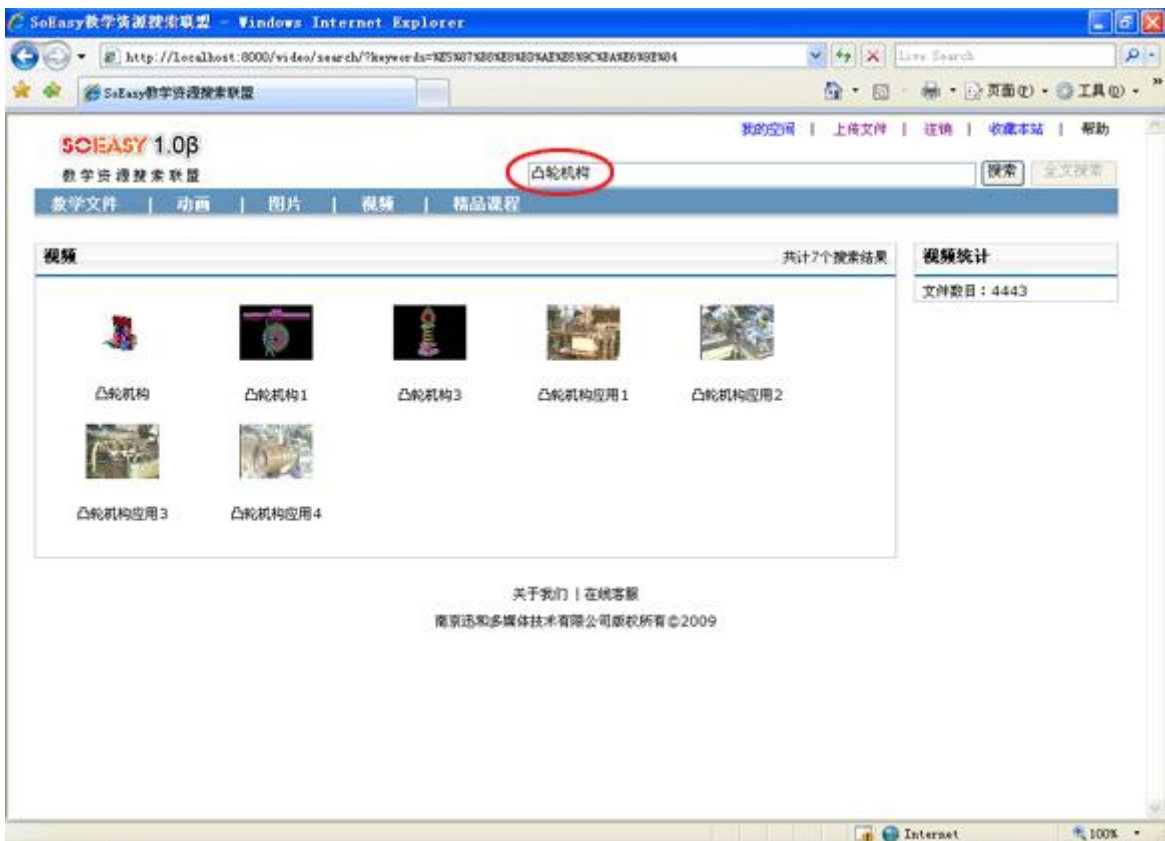 SoEasy教学资源搜索联盟 - Windows Internet Explorer
Live Search
SoEasy教学资源搜索联盟
页面(P)
工具(O)
我的空间 | 上传文件 | 注销 | 收藏本站 | 帮助
SOEASY 1.0β
教学资源搜索联盟
凸轮机构
搜索
全文搜索
教学文件 | 动画 | 图片 | 视频 | 精品课程
视频
共计7个搜索结果
视频统计
文件数目：4443
凸轮机构
凸轮机构1
凸轮机构3
凸轮机构应用1
凸轮机构应用2
凸轮机构应用3
凸轮机构应用4
关于我们 | 在线客服
南京迅和多媒体技术有限公司版权所有©2009
Internet
100%